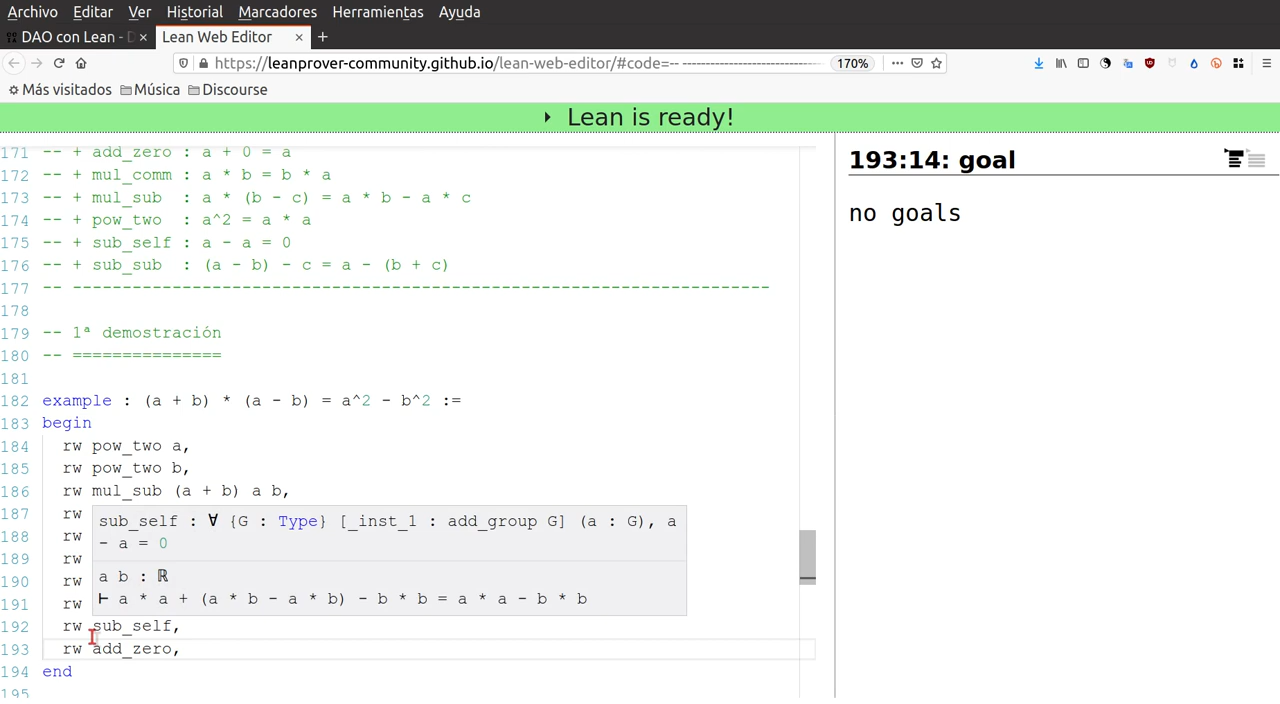 Archivo Editar Ver Historial Marcadores Herramientas Ayuda
DAO con Lean - D × Lean Web Editor × +
https://leanprover-community.github.io/lean-web-editor/#code=-- -------------------------------- 170%
Más visitados Música Discourse
Lean is ready!
171 -- + add_zero : a + 0 = a
172 -- + mul_comm : a * b = b * a
173 -- + mul_sub  : a * (b - c) = a * b - a * c
174 -- + pow_two  : a^2 = a * a
175 -- + sub_self : a - a = 0
176 -- + sub_sub  : (a - b) - c = a - (b + c)
177 -- ----------------------------------------------------------------------
178
179 -- 1ª demostración
180 -- ===============
181
182 example : (a + b) * (a - b) = a^2 - b^2 :=
183 begin
184   rw pow_two a,
185   rw pow_two b,
186   rw mul_sub (a + b) a b,
187   rw
188   rw
189   rw
190   rw
191   rw
sub_self : ∀ {G : Type} [_inst_1 : add_group G] (a : G), a
- a = 0
a b : ℝ
⊢ a * a + (a * b - a * b) - b * b = a * a - b * b
192   rw sub_self,
193   rw add_zero,
194 end
195
193:14: goal
no goals